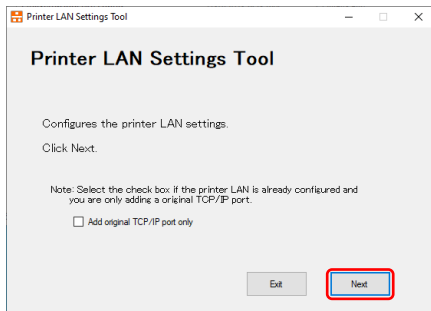 Printer LAN Settings Tool
Printer LAN Settings Tool
Configures the printer LAN settings.
Click Next.
Note: Select the check box if the printer LAN is already configured and
you are only adding a original TCP/IP port.
Add original TCP/IP port only
Exit
Next